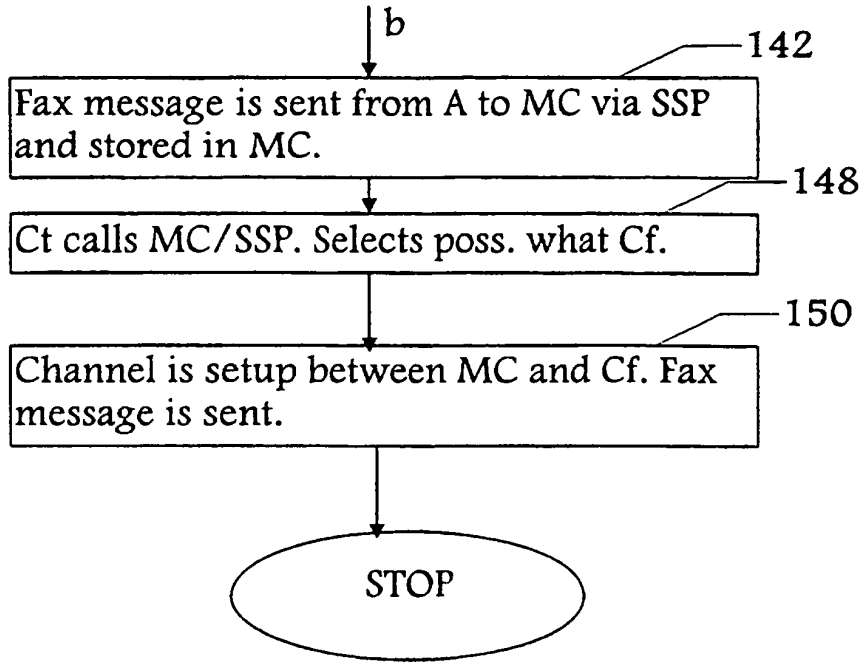 b
142
Fax message is sent from A to MC via SSP
and stored in MC.
148
Ct calls MC/SSP. Selects poss. what Cf.
150
Channel is setup between MC and Cf. Fax
message is sent.
STOP